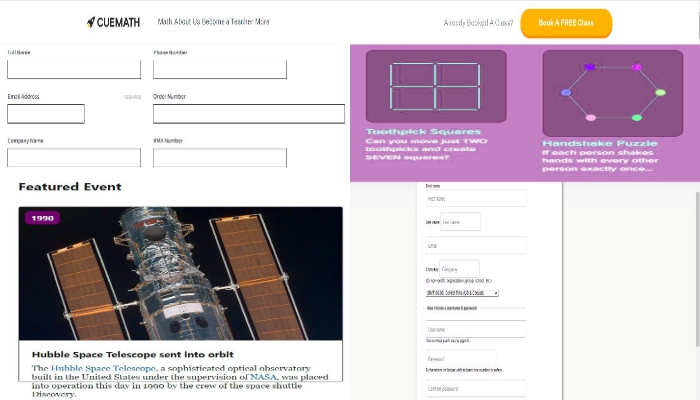 CUEMATH
Math About Us Become a Teacher More
Already Booked A Class?
Book A FREE Class
Full Name
Phone Number
Email Address
required
Order Number
Company Name
RMA Number
Featured Event
1990
Hubble Space Telescope sent into orbit
The Hubble Space Telescope, a sophisticated optical observatory
built in the United States under the supervision of NASA, was placed
into operation this day in 1990 by the crew of the space shuttle
Discovery.
Toothpick Squares
Can you move just TWO
toothpicks and create
SEVEN squares?
Handshake Puzzle
If each person shakes
hands with every other
person exactly once...
First name
Last name
Last name
Email
Company
Company
Username
Password
Confirm password